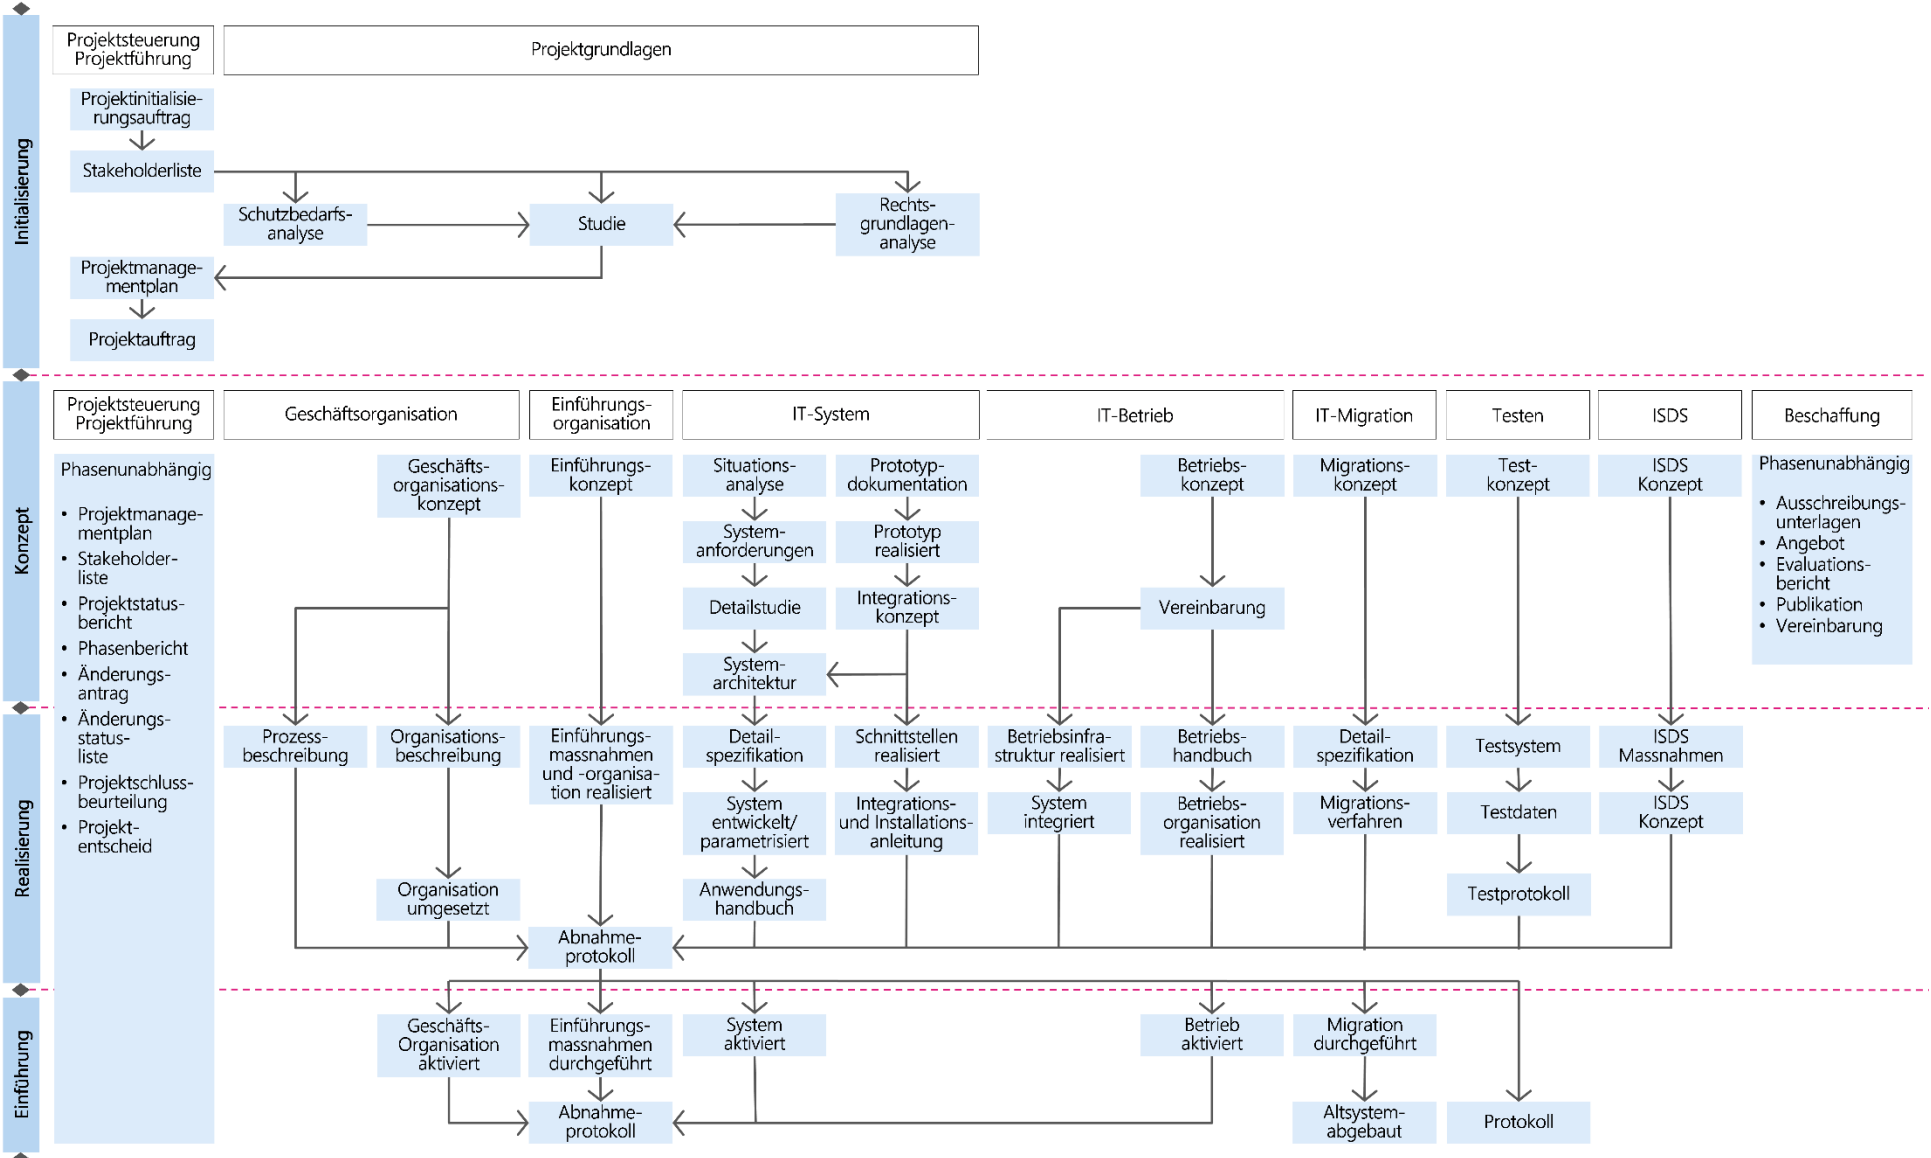 Initialisierung
Projektsteuerung
Projektführung
Projektgrundlagen
Projektinitialisie-
rungsauftrag
Stakeholderliste
Schutzbedarfs-
analyse
Studie
Rechts-
grundlagen-
analyse
Projektmanage-
mentplan
Projektauftrag
Konzept
Projektsteuerung
Projektführung
Geschäftsorganisation
Einführungs-
organisation
IT-System
IT-Betrieb
IT-Migration
Testen
ISDS
Beschaffung
Phasenunabhängig
• Projektmanage-
mentplan
• Stakeholder-
liste
• Projektstatus-
bericht
• Phasenbericht
• Änderungs-
antrag
• Änderungs-
status-
liste
• Projektschluss-
beurteilung
• Projekt-
entscheid
Geschäfts-
organisations-
konzept
Einführungs-
konzept
Situations-
analyse
System-
anforderungen
Detailstudie
System-
architektur
Prototyp-
dokumentation
Prototyp
realisiert
Integrations-
konzept
Betriebs-
konzept
Vereinbarung
Migrations-
konzept
Test-
konzept
ISDS
Konzept
Phasenunabhängig
• Ausschreibungs-
unterlagen
• Angebot
• Evaluations-
bericht
• Publikation
• Vereinbarung
Realisierung
Prozess-
beschreibung
Organisations-
beschreibung
Organisation
umgesetzt
Einführungs-
massnahmen
und -organisa-
tion realisiert
Abnahme-
protokoll
Detail-
spezifikation
System
entwickelt/
parametrisiert
Anwendungs-
handbuch
Schnittstellen
realisiert
Integrations-
und Installations-
anleitung
Betriebsinfra-
struktur realisiert
System
integriert
Betriebs-
handbuch
Betriebs-
organisation
realisiert
Detail-
spezifikation
Migrations-
verfahren
Testsystem
Testdaten
Testprotokoll
ISDS
Massnahmen
ISDS
Konzept
Einführung
Geschäfts-
Organisation
aktiviert
Einführungs-
massnahmen
durchgeführt
Abnahme-
protokoll
System
aktiviert
Betrieb
aktiviert
Migration
durchgeführt
Altsystem-
abgebaut
Protokoll